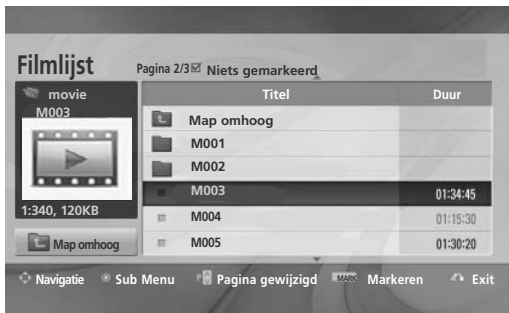 Filmlijst
Pagina 2/3 Niets gemarkeerd
movie
M003
1:340, 120KB
Map omhoog
Titel Duur
Map omhoog
M001
M002
M003 01:34:45
M004 01:15:30
M005 01:30:20
Navigatie Sub Menu P Pagina gewijzigd MARK Markeren Exit